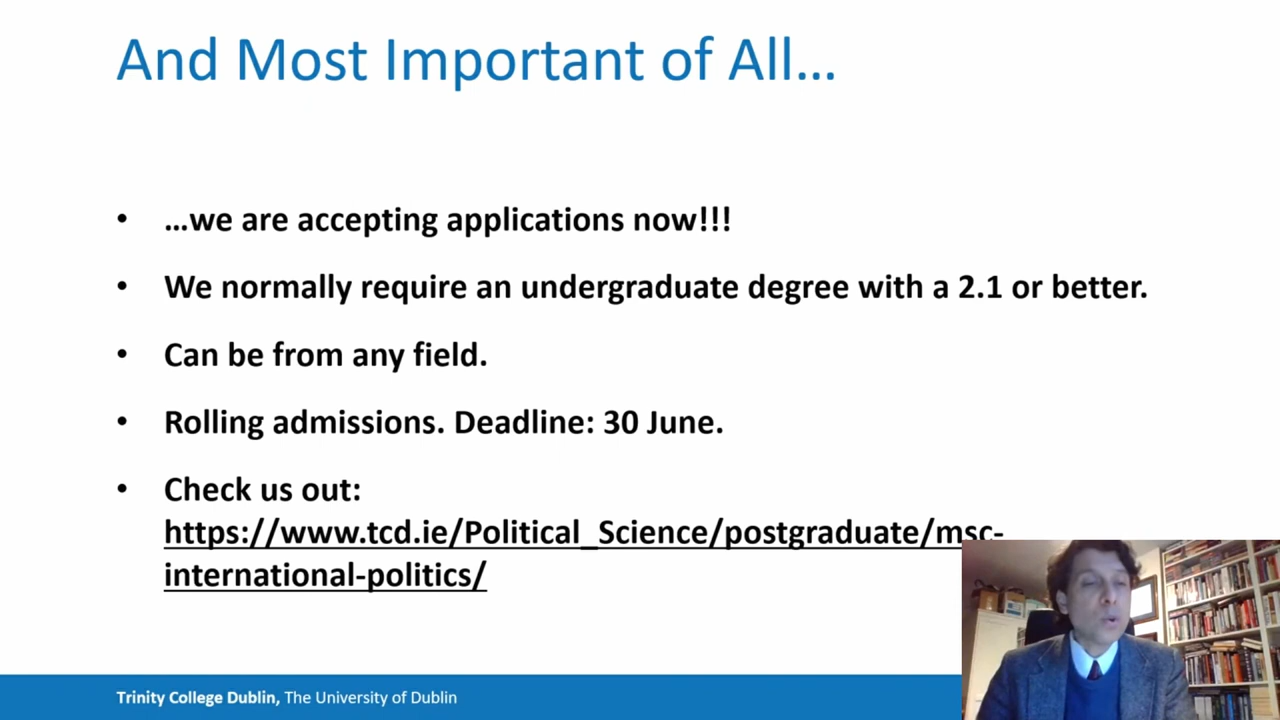 And Most Important of All…
• …we are accepting applications now!!!
• We normally require an undergraduate degree with a 2.1 or better.
• Can be from any field.
• Rolling admissions. Deadline: 30 June.
• Check us out:
https://www.tcd.ie/Political_Science/postgraduate/msc-
international-politics/
Trinity College Dublin, The University of Dublin